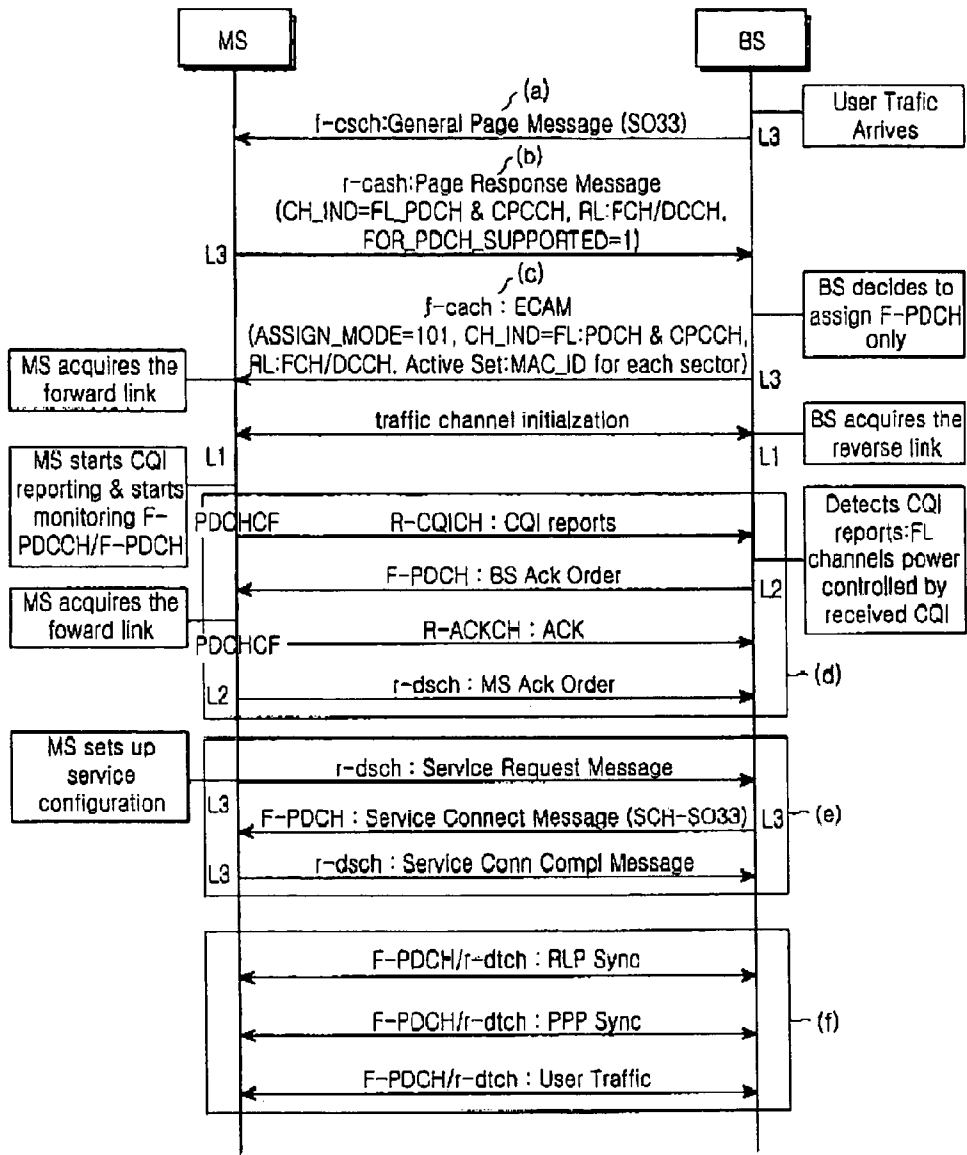 MS
BS
(a)
f-csch:General Page Message (SO33)
User Trafic
Arrives
L3
(b)
r-cash:Page Response Message
(CH_IND=FL_PDCH & CPCCH, RL:FCH/DCCH,
FOR_PDCH_SUPPORTED=1)
L3
(c)
f-cach : ECAM
(ASSIGN_MODE=101, CH_IND=FL:PDCH & CPCCH,
RL:FCH/DCCH, Active Set:MAC_ID for each sector)
BS decides to
assign F-PDCH
only
L3
MS acquires the
forward link
traffic channel initialzation
BS acquires the
reverse link
L1
L1
MS starts CQI
reporting & starts
monitoring F-
PDCCH/F-PDCH
PDCHCF
R-CQICH : CQI reports
Detects CQI
reports:FL
channels power
controlled by
received CQI
F-PDCH : BS Ack Order
L2
MS acquires the
foward link
R-ACKCH : ACK
PDCHCF
(d)
r-dsch : MS Ack Order
L2
MS sets up
service
configuration
r-dsch : Service Request Message
L3
F-PDCH : Service Connect Message (SCH-SO33)
L3
(e)
r-dsch : Service Conn Compl Message
L3
F-PDCH/r-dtch : RLP Sync
F-PDCH/r-dtch : PPP Sync
(f)
F-PDCH/r-dtch : User Traffic